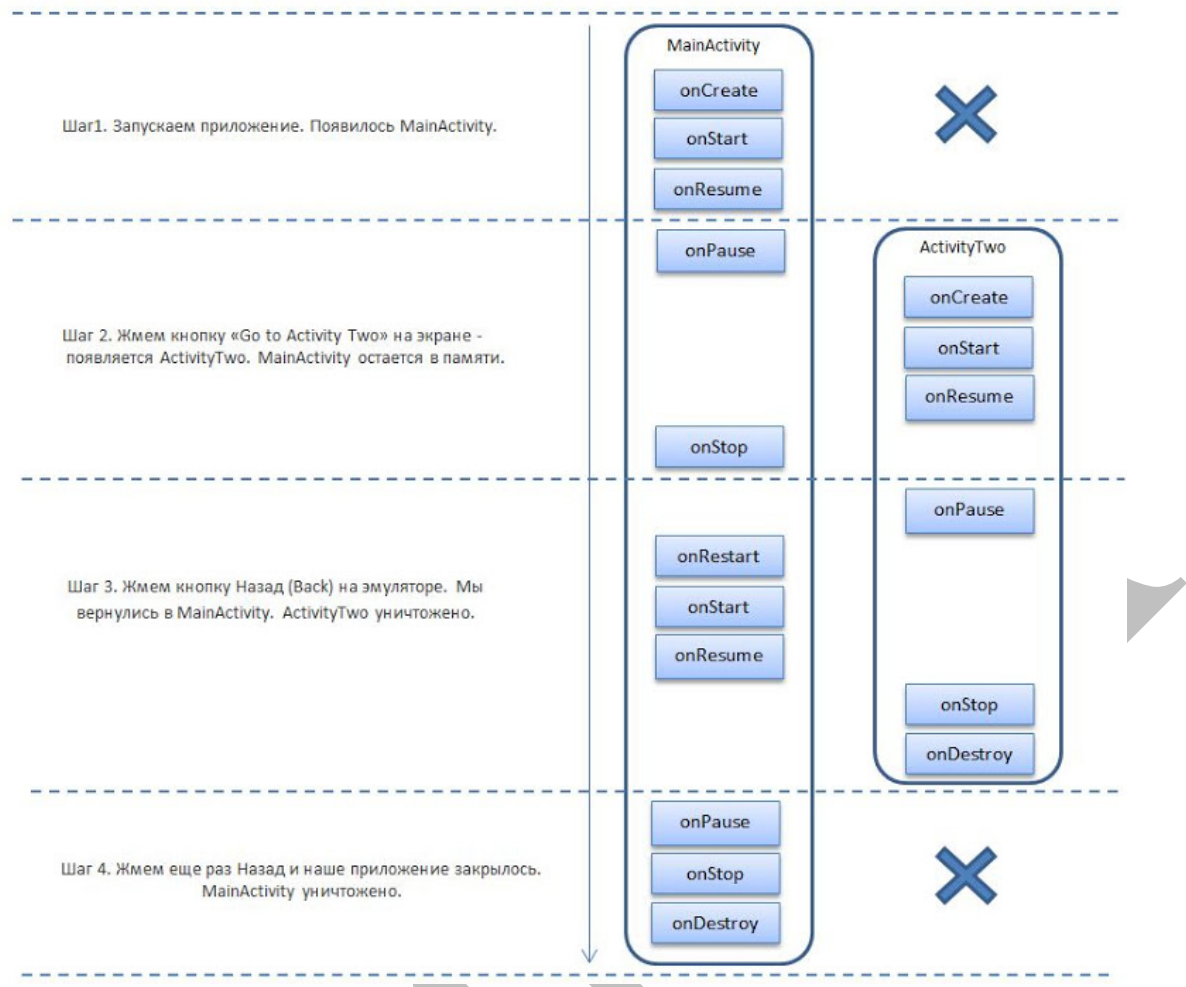 MainActivity
onCreate
Шаг1. Запускаем приложение. Появилось MainActivity.
onStart
onResume
onPause
ActivityTwo
onCreate
Шаг 2. Жмем кнопку «Go to Activity Two» на экране -
появляется ActivityTwo. MainActivity остается в памяти.
onStart
onResume
onStop
onPause
onRestart
Шаг 3. Жмем кнопку Назад (Back) на эмуляторе. Мы
вернулись в MainActivity. ActivityTwo уничтожено.
onStart
onResume
onStop
onDestroy
onPause
Шаг 4. Жмем еще раз Назад и наше приложение закрылось.
MainActivity уничтожено.
onStop
onDestroy